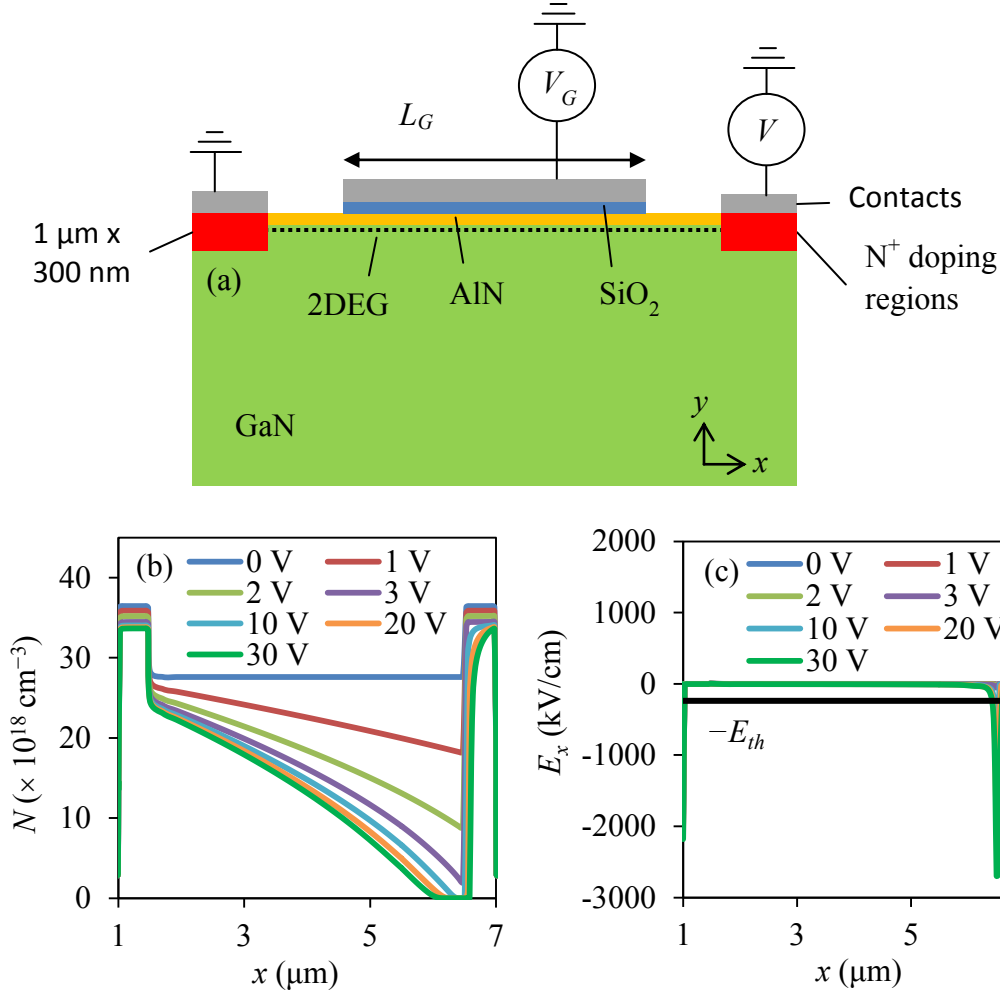 V_G
V
L_G
Contacts
1 μm x
300 nm
(a)
N⁺ doping
regions
2DEG
AlN
SiO₂
GaN
y
x
(b)
0 V 1 V
2 V 3 V
10 V 20 V
30 V
N (× 10¹⁸ cm⁻³)
40
30
20
10
0
1 3 5 7
x (μm)
(c)
0 V 1 V
2 V 3 V
10 V 20 V
30 V
E_x (kV/cm)
2000
1000
0
-1000
-2000
-3000
−E_th
1 3 5
x (μm)